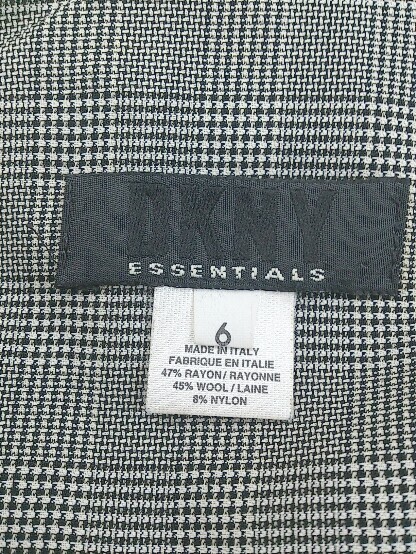 DKNY
ESSENTIALS
6
MADE IN ITALY
FABRIQUE EN ITALIE
47% RAYON / RAYONNE
45% WOOL / LAINE
8% NYLON